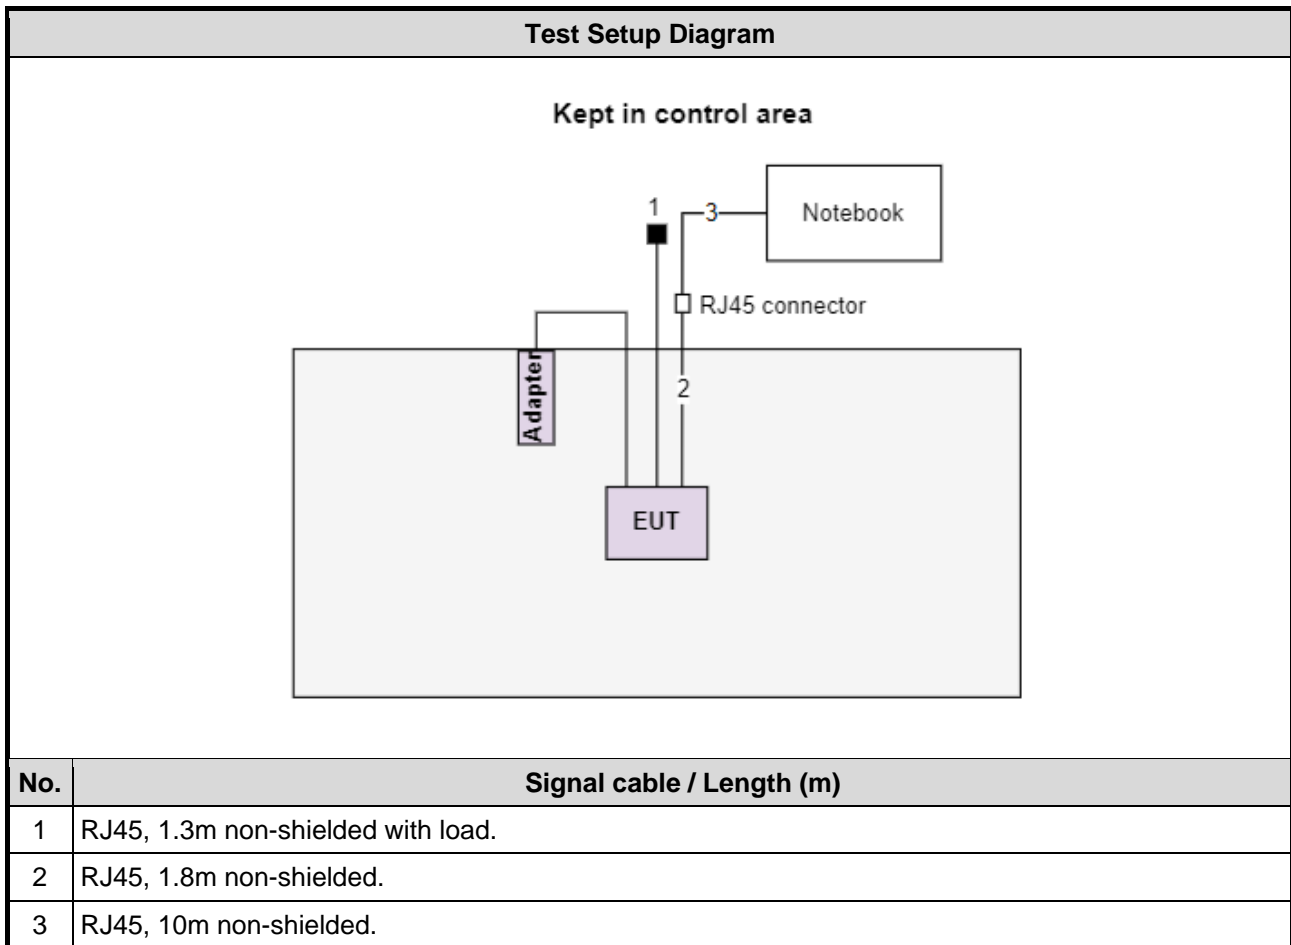 Test Setup Diagram
Kept in control area
1
3
Notebook
RJ45 connector
Adapter
2
EUT
No. Signal cable / Length (m)
1 RJ45, 1.3m non-shielded with load.
2 RJ45, 1.8m non-shielded.
3 RJ45, 10m non-shielded.